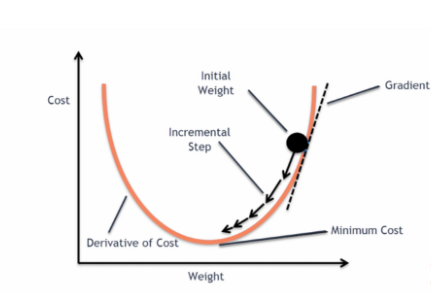 Initial
Weight
Gradient
Cost
Incremental
Step
Minimum Cost
Derivative of Cost
Weight